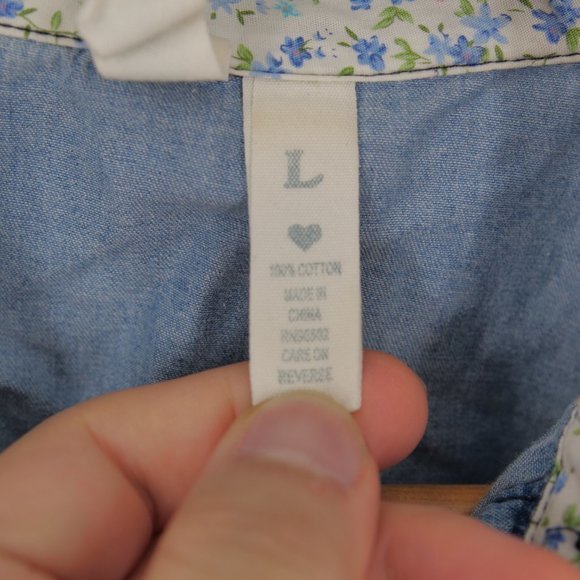 L
100% COTTON
MADE IN
CHINA
CARE ON
REVERSE